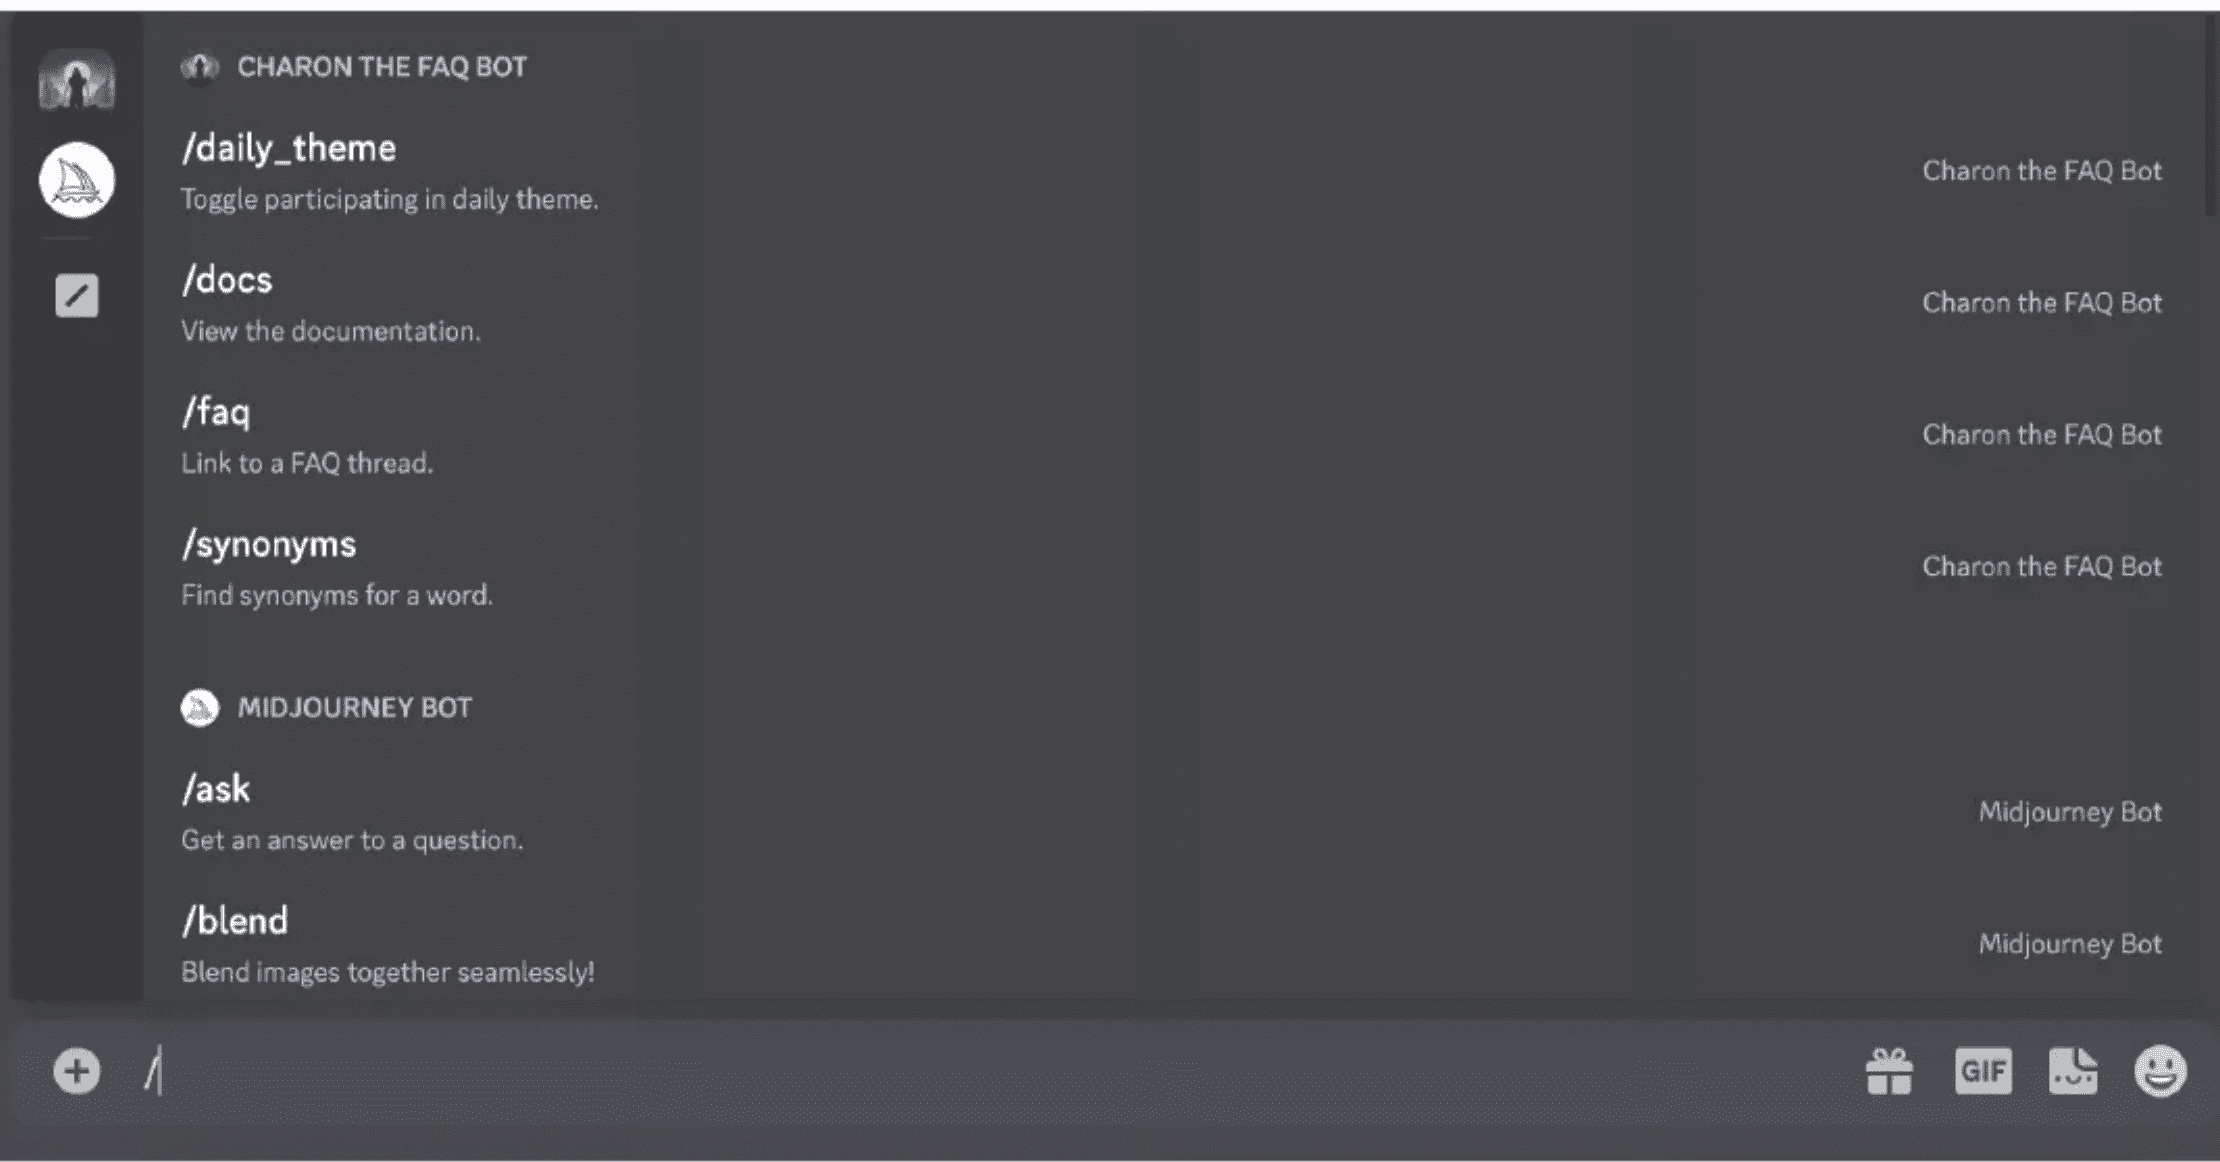 CHARON THE FAQ BOT
/daily_theme
Toggle participating in daily theme.
Charon the FAQ Bot
/docs
View the documentation.
Charon the FAQ Bot
/faq
Link to a FAQ thread.
Charon the FAQ Bot
/synonyms
Find synonyms for a word.
Charon the FAQ Bot
MIDJOURNEY BOT
/ask
Get an answer to a question.
Midjourney Bot
/blend
Blend images together seamlessly!
Midjourney Bot
/
GIF